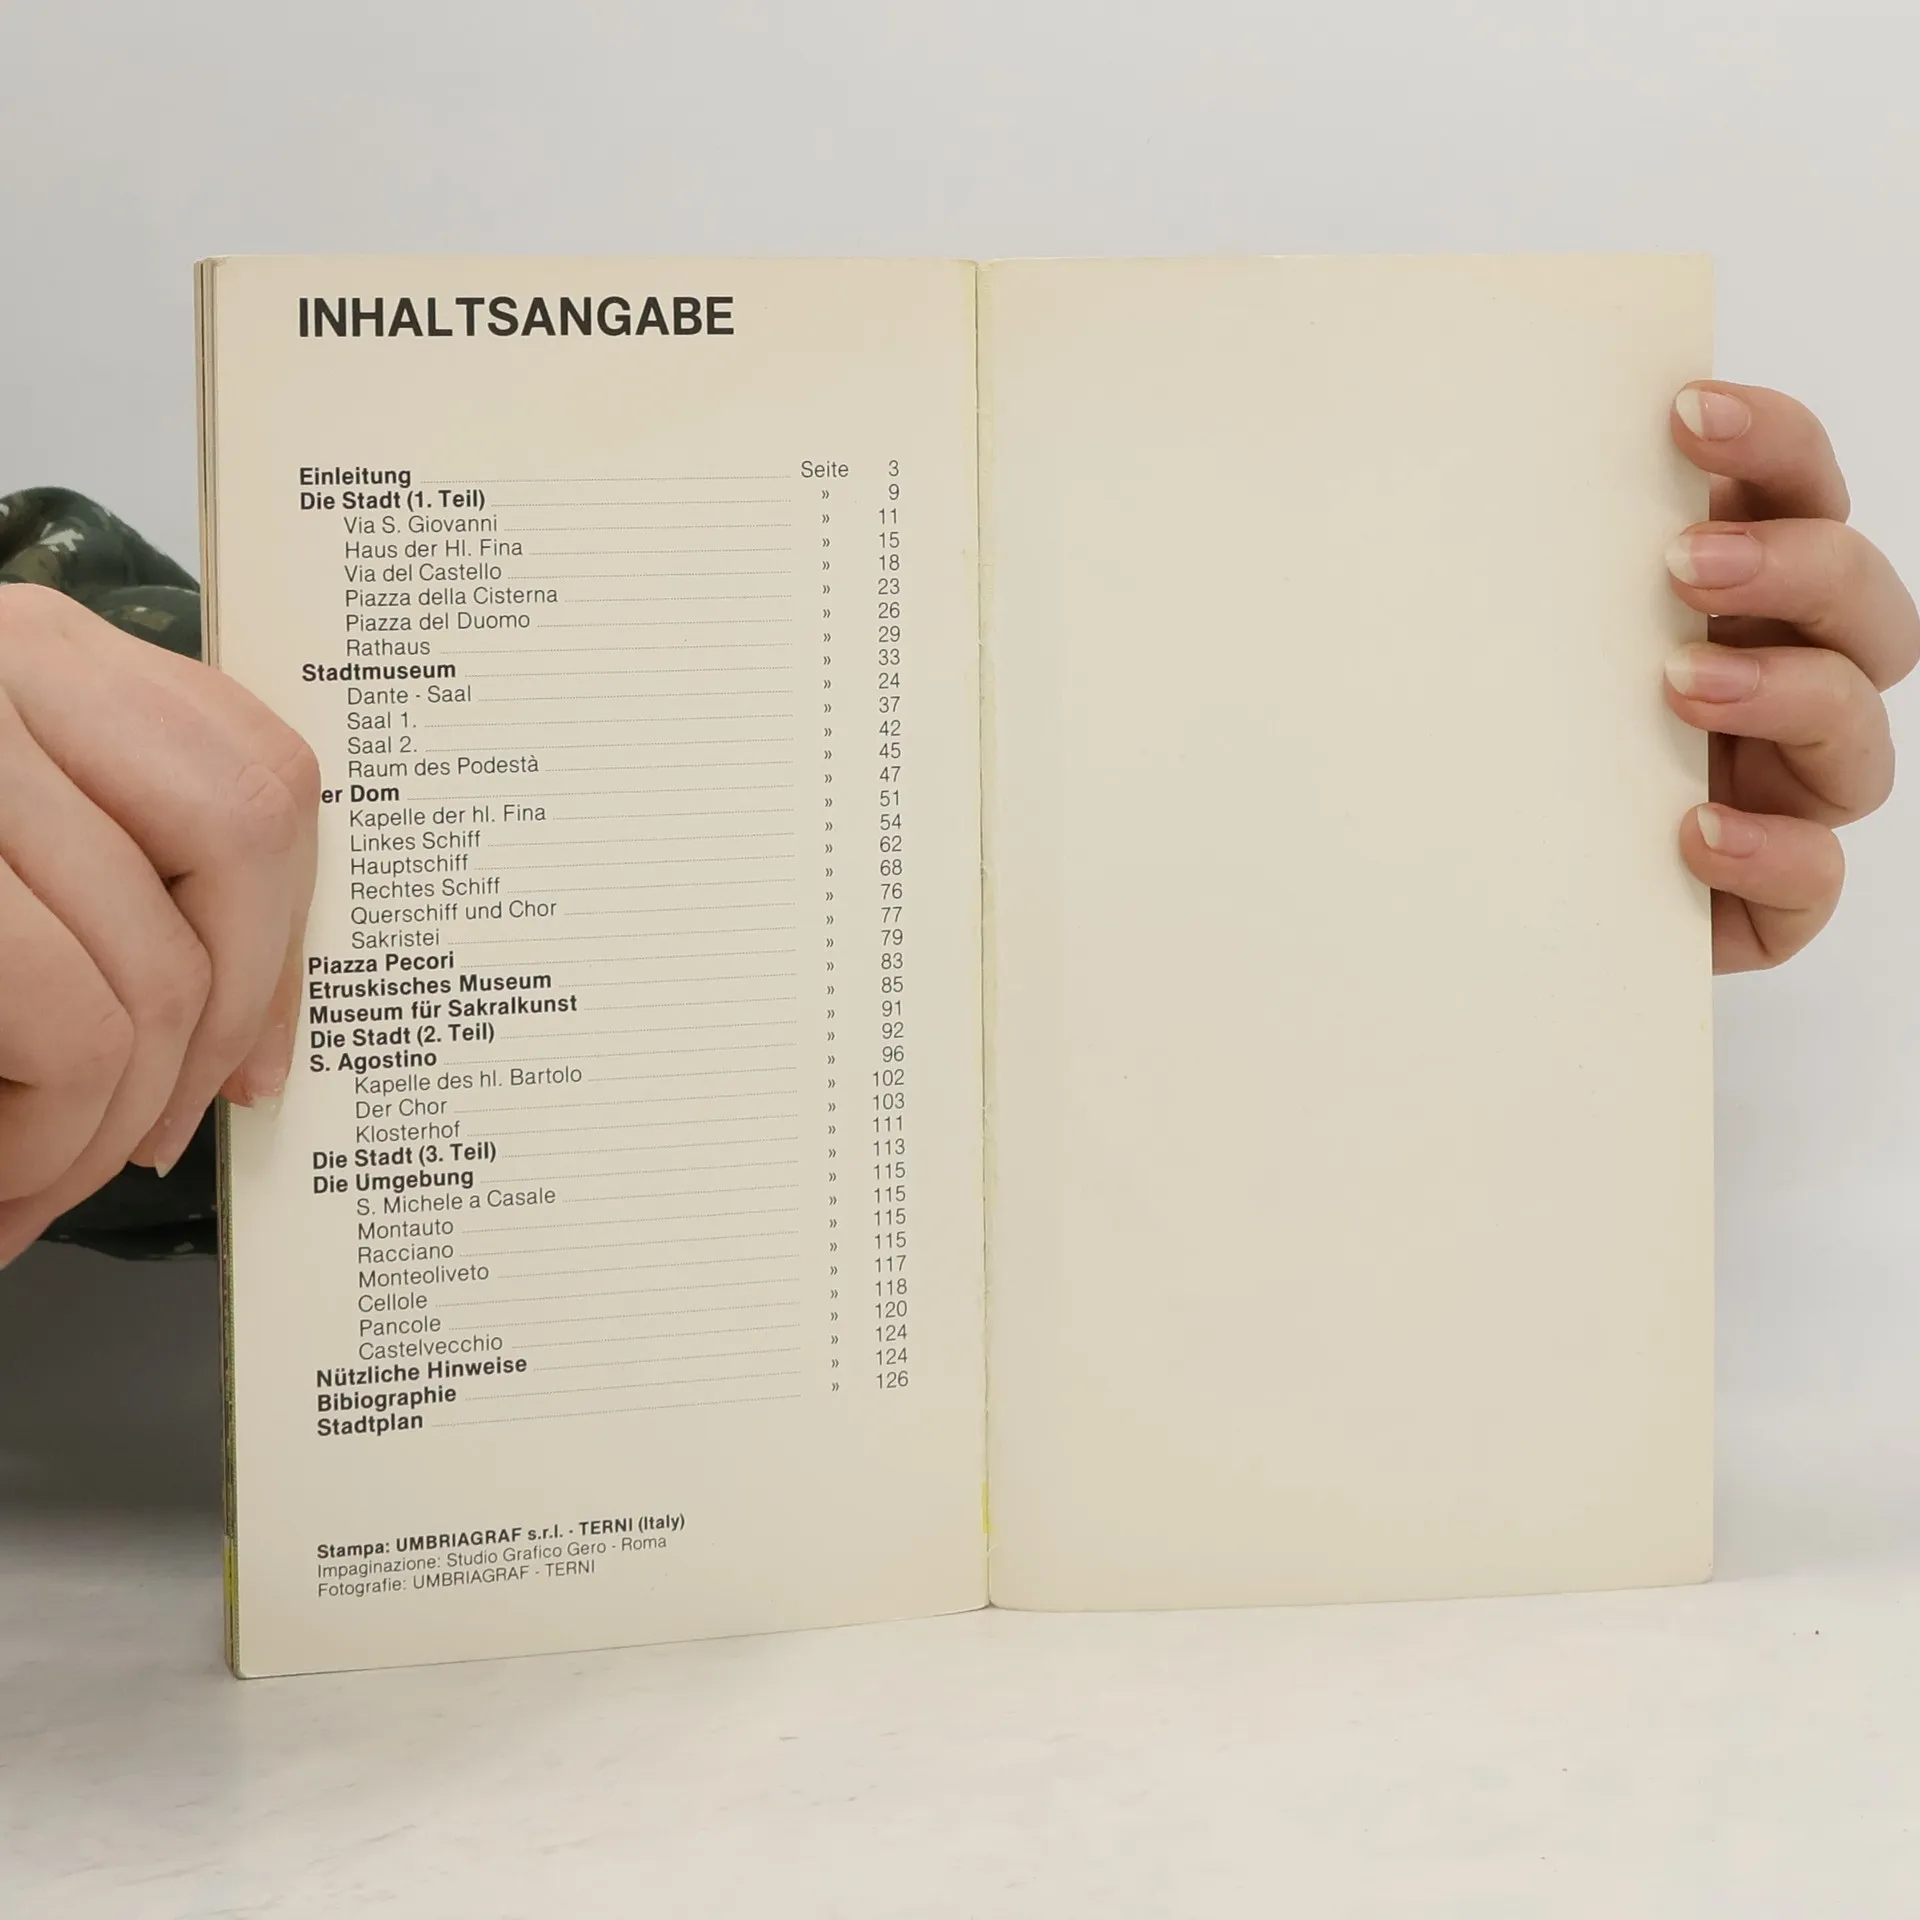 INHALTSANGABE
Einleitung Seite 3
Die Stadt (1. Teil) » 9
Via S. Giovanni » 11
Haus der Hl. Fina » 15
Via del Castello » 18
Piazza della Cisterna » 23
Piazza del Duomo » 26
Rathaus » 29
Stadtmuseum » 33
Dante - Saal » 24
Saal 1. » 37
Saal 2. » 42
Raum des Podestà » 45
er Dom » 47
Kapelle der hl. Fina » 51
Linkes Schiff » 54
Hauptschiff » 62
Rechtes Schiff » 68
Querschiff und Chor » 76
Sakristei » 77
Piazza Pecori » 79
Etruskisches Museum » 83
Museum für Sakralkunst » 85
Die Stadt (2. Teil) » 91
S. Agostino » 92
Kapelle des hl. Bartolo » 96
Der Chor » 102
Klosterhof » 103
Die Stadt (3. Teil) » 111
Die Umgebung » 113
S. Michele a Casale » 115
Montauto » 115
Racciano » 115
Monteoliveto » 115
Cellole » 117
Pancole » 118
Castelvecchio » 120
Nützliche Hinweise » 124
Bibiographie » 124
Stadtplan » 126
Stampa: UMBRIAGRAF s.r.l. - TERNI (Italy)
Impaginazione: Studio Grafico Gero - Roma
Fotografie: UMBRIAGRAF - TERNI